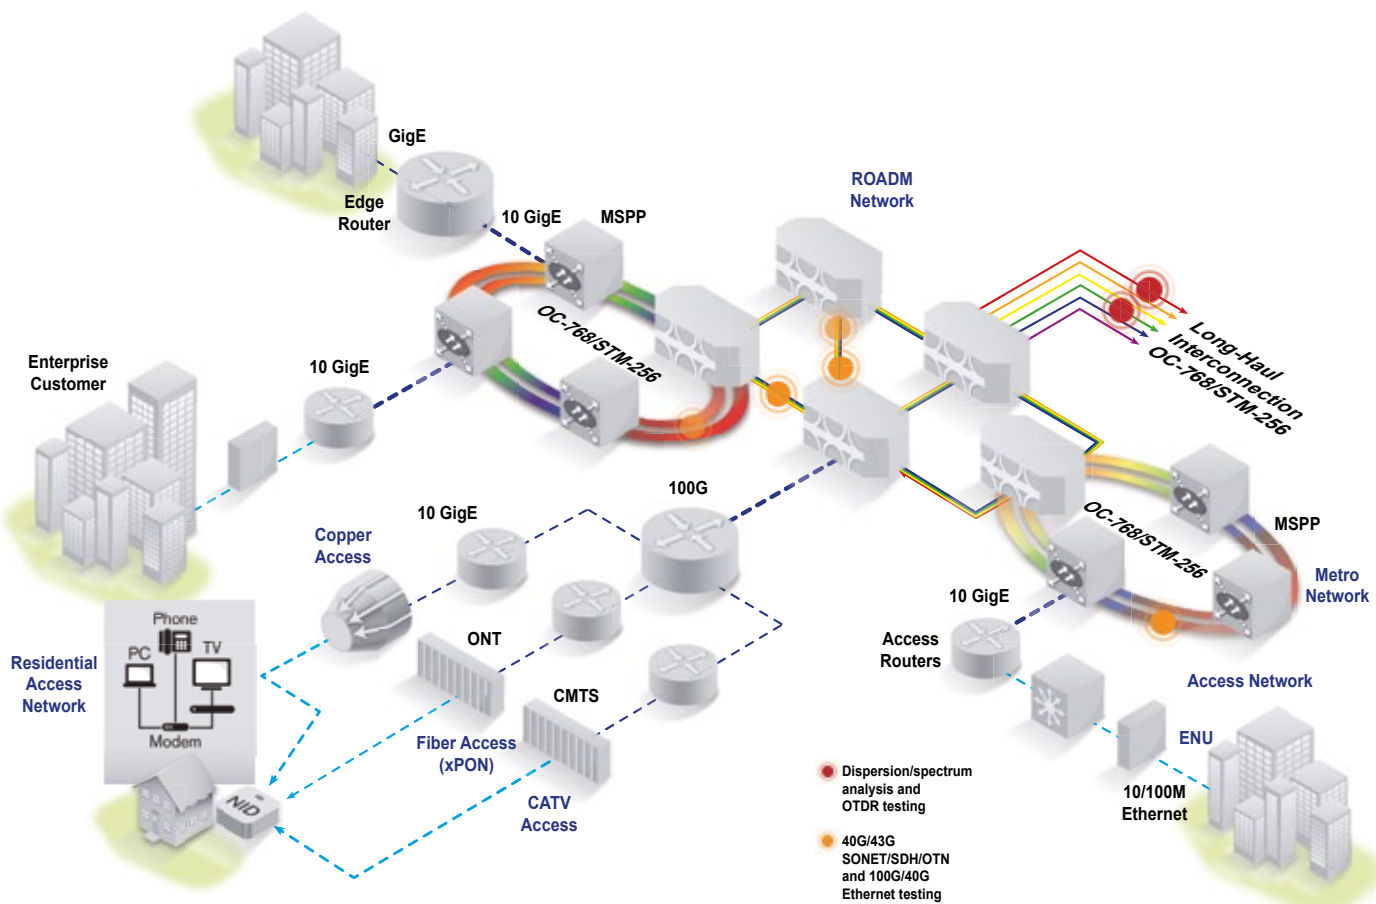 GigE
Edge
Router
10 GigE
MSPP
ROADM
Network
OC-768/STM-256
Long-Haul
Interconnection
OC-768/STM-256
Enterprise
Customer
10 GigE
100G
10 GigE
Copper
Access
OC-768/STM-256
MSPP
Metro
Network
10 GigE
Access
Routers
Access Network
ENU
10/100M
Ethernet
Residential
Access
Network
Phone
PC
TV
Modem
NID
ONT
CMTS
Fiber Access
(xPON)
CATV
Access
Dispersion/spectrum
analysis and
OTDR testing
40G/43G
SONET/SDH/OTN
and 100G/40G
Ethernet testing